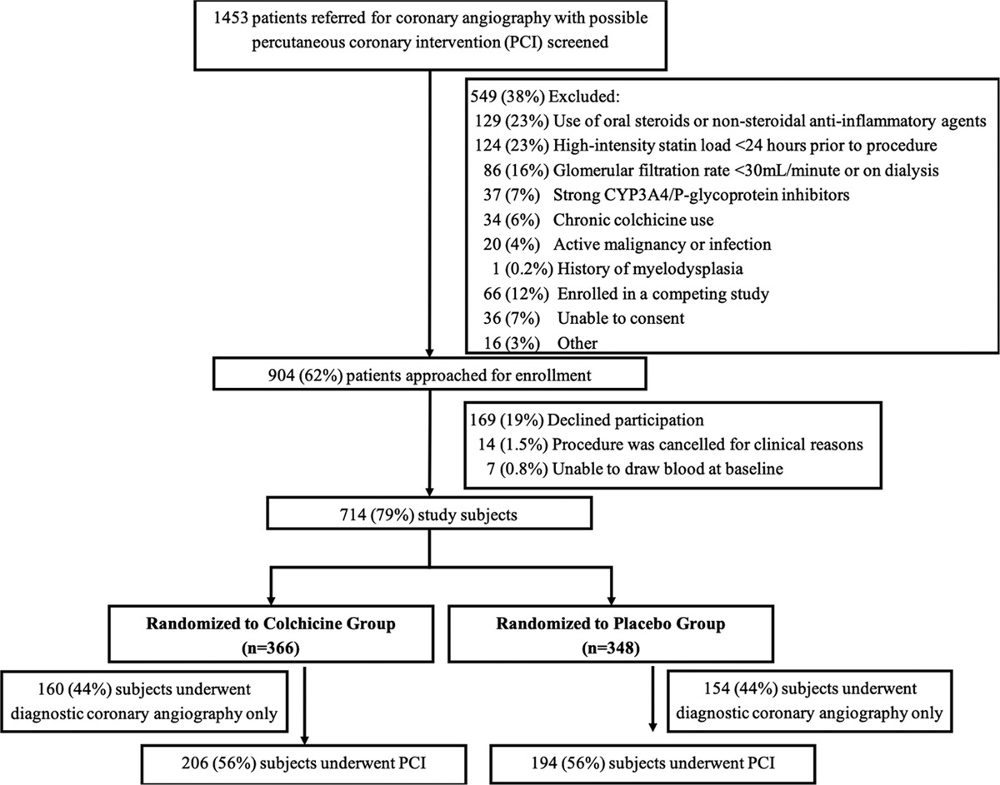 1453 patients referred for coronary angiography with possible
percutaneous coronary intervention (PCI) screened
549 (38%) Excluded:
129 (23%) Use of oral steroids or non-steroidal anti-inflammatory agents
124 (23%) High-intensity statin load <24 hours prior to procedure
86 (16%) Glomerular filtration rate <30mL/minute or on dialysis
37 (7%) Strong CYP3A4/P-glycoprotein inhibitors
34 (6%) Chronic colchicine use
20 (4%) Active malignancy or infection
1 (0.2%) History of myelodysplasia
66 (12%) Enrolled in a competing study
36 (7%) Unable to consent
16 (3%) Other
904 (62%) patients approached for enrollment
169 (19%) Declined participation
14 (1.5%) Procedure was cancelled for clinical reasons
7 (0.8%) Unable to draw blood at baseline
714 (79%) study subjects
Randomized to Colchicine Group
(n=366)
Randomized to Placebo Group
(n=348)
160 (44%) subjects underwent
diagnostic coronary angiography only
154 (44%) subjects underwent
diagnostic coronary angiography only
206 (56%) subjects underwent PCI
194 (56%) subjects underwent PCI